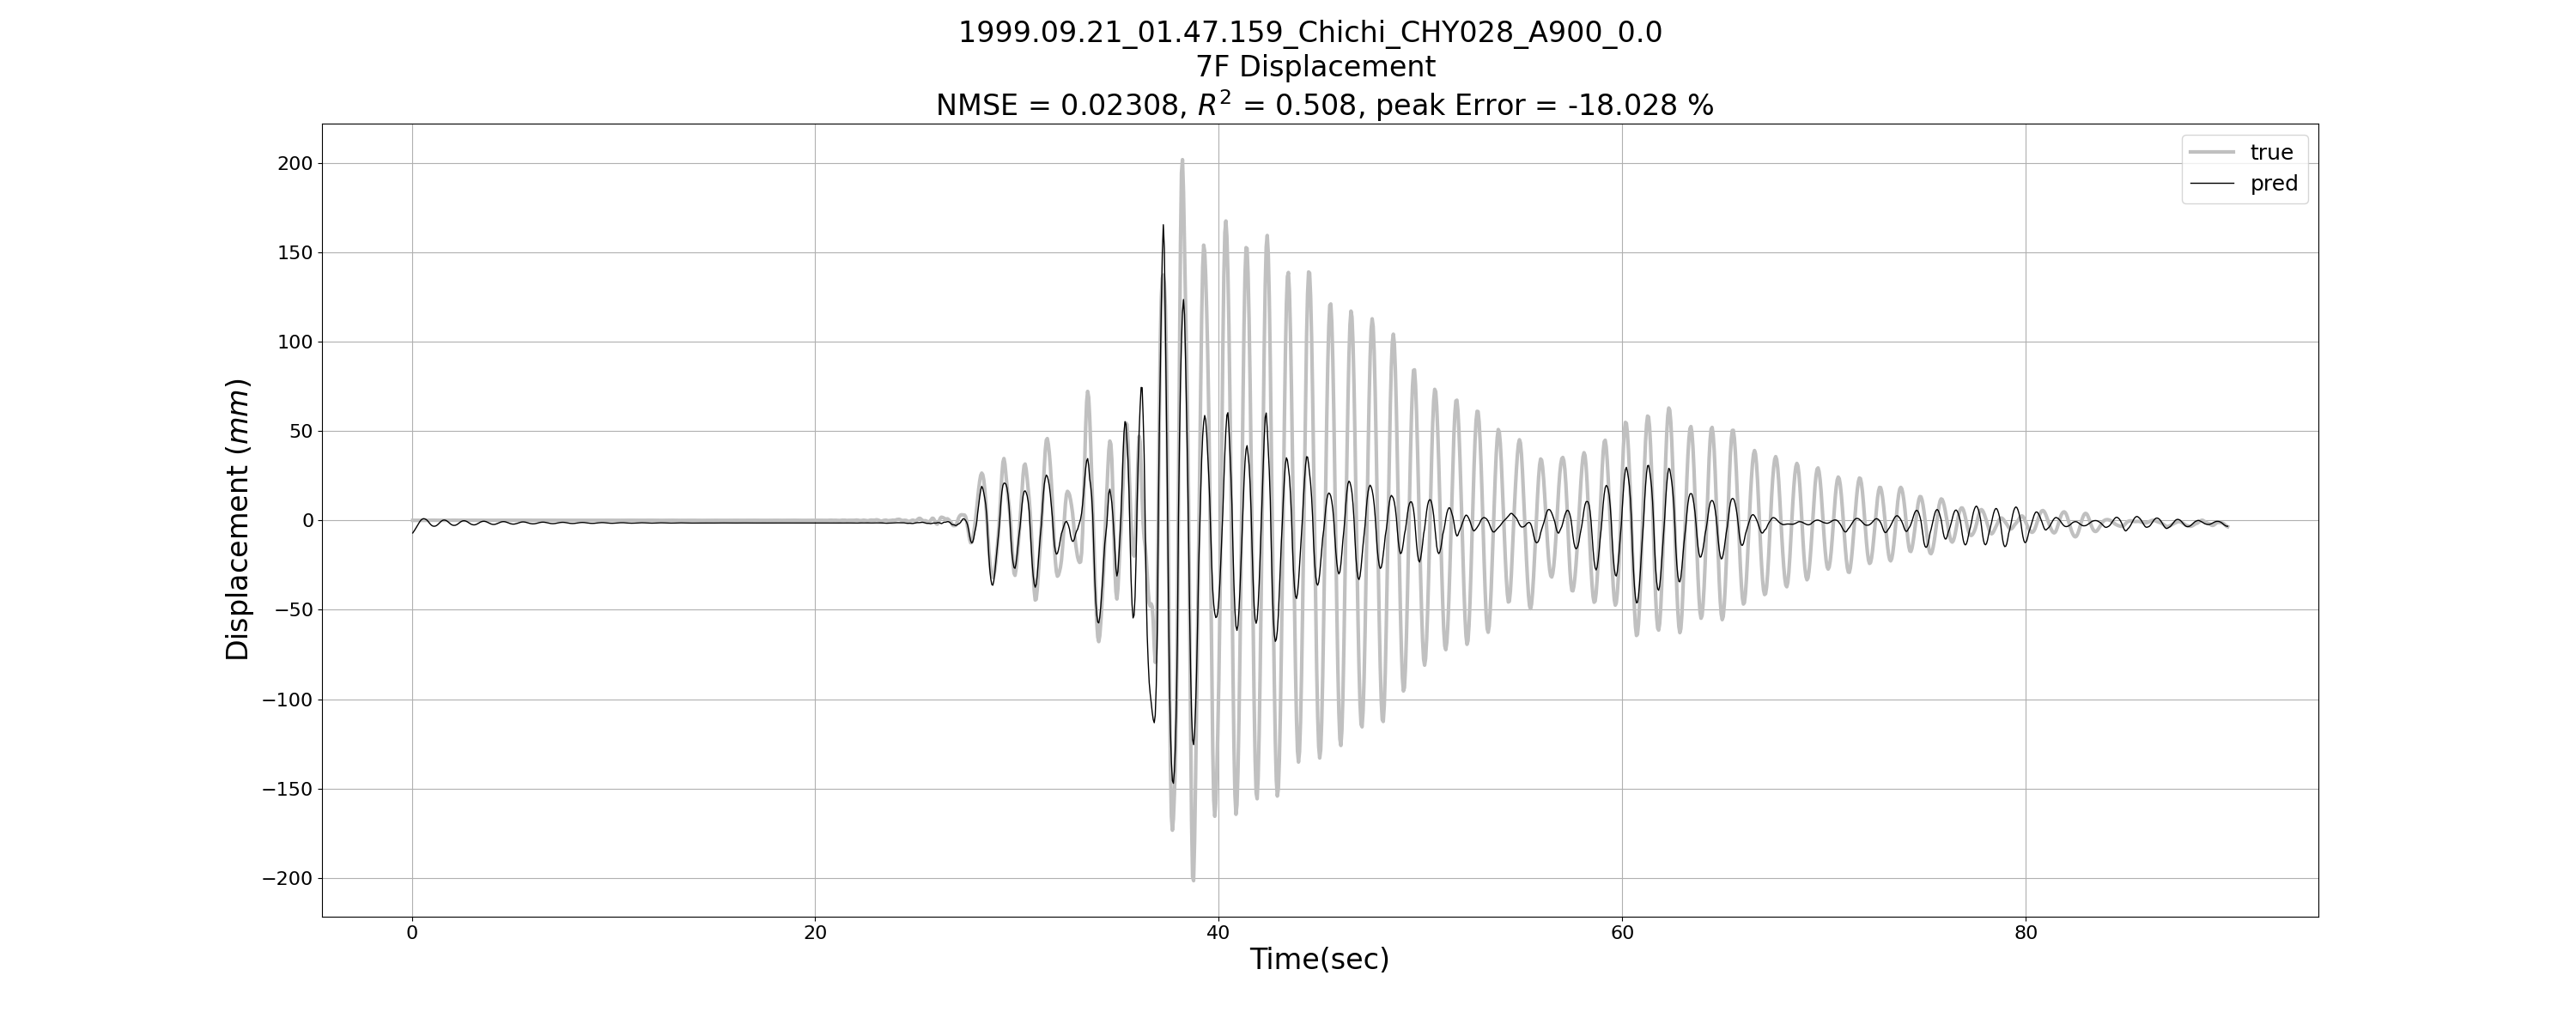 1999.09.21_01.47.159_Chichi_CHY028_A900_0.0
7F Displacement
NMSE = 0.02308, R² = 0.508, peak Error = -18.028 %
true
pred
200
150
100
50
0
−50
−100
−150
−200
Displacement (mm)
0 20 40 60 80
Time(sec)